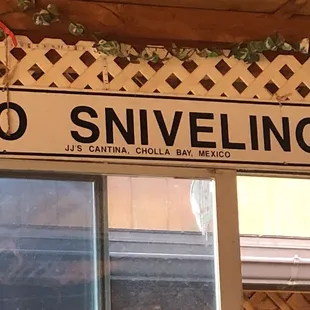 O SNIVELING
JJ'S CANTINA, CHOLLA BAY, MEXICO